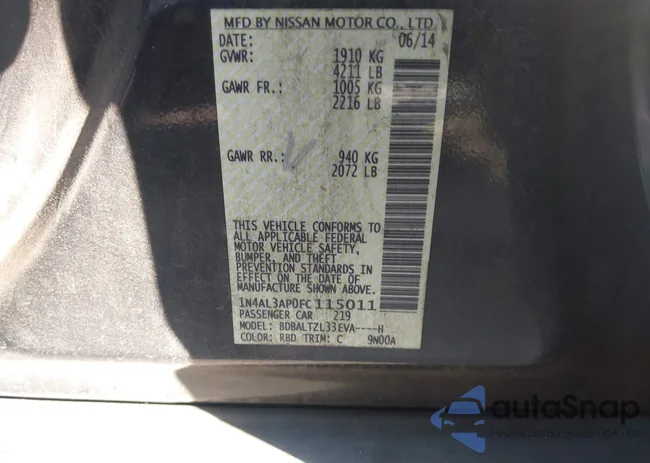 MFD BY NISSAN MOTOR CO., LTD.
DATE: 06/14
GVWR: 1910 KG
4211 LB
GAWR FR.: 1005 KG
2216 LB
GAWR RR.: 940 KG
2072 LB
THIS VEHICLE CONFORMS TO
ALL APPLICABLE FEDERAL
MOTOR VEHICLE SAFETY,
BUMPER, AND THEFT
PREVENTION STANDARDS IN
EFFECT ON THE DATE OF
MANUFACTURE SHOWN ABOVE.
1N4AL3AP0FC115011
PASSENGER CAR 219
MODEL: BDBALTZL33EVA----H
COLOR: RBD TRIM: C 9N00A
autoSnap